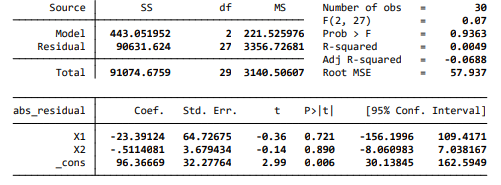 Source SS df MS Number of obs = 30
F(2, 27) = 0.07
Model 443.051952 2 221.525976 Prob > F = 0.9363
Residual 90631.624 27 3356.72681 R-squared = 0.0049
Adj R-squared = -0.0688
Total 91074.6759 29 3140.50607 Root MSE = 57.937
abs_residual Coef. Std. Err. t P>|t| [95% Conf. Interval]
X1 -23.39124 64.72675 -0.36 0.721 -156.1996 109.4171
X2 -.5114081 3.679434 -0.14 0.890 -8.060983 7.038167
_cons 96.36669 32.27764 2.99 0.006 30.13845 162.5949